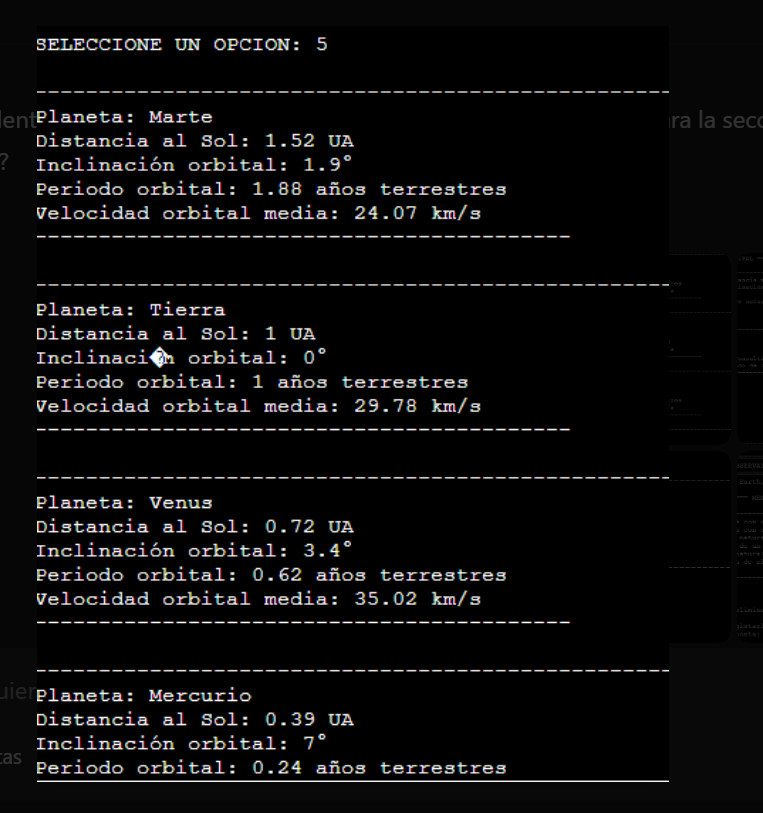 SELECCIONE UN OPCION: 5
--------------------------------------------------
Planeta: Marte
Distancia al Sol: 1.52 UA
Inclinación orbital: 1.9°
Periodo orbital: 1.88 años terrestres
Velocidad orbital media: 24.07 km/s
-------------------------------------------
--------------------------------------------------
Planeta: Tierra
Distancia al Sol: 1 UA
Inclinaci�n orbital: 0°
Periodo orbital: 1 años terrestres
Velocidad orbital media: 29.78 km/s
-------------------------------------------
--------------------------------------------------
Planeta: Venus
Distancia al Sol: 0.72 UA
Inclinación orbital: 3.4°
Periodo orbital: 0.62 años terrestres
Velocidad orbital media: 35.02 km/s
-------------------------------------------
--------------------------------------------------
Planeta: Mercurio
Distancia al Sol: 0.39 UA
Inclinación orbital: 7°
Periodo orbital: 0.24 años terrestres